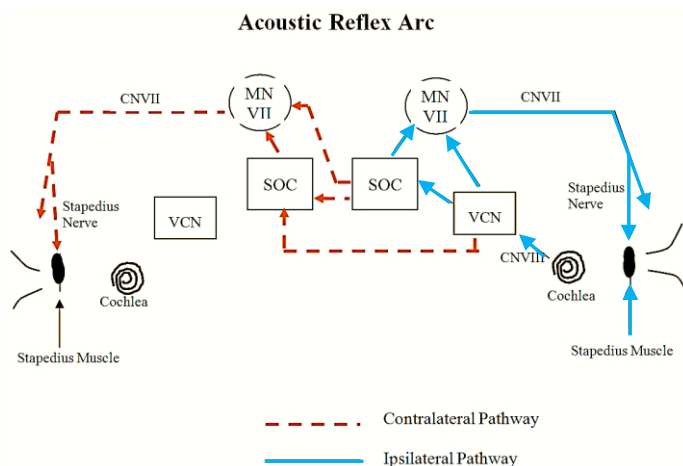 Acoustic Reflex Arc
CNVII
MN
VII
MN
VII
CNVII
SOC
SOC
Stapedius
Nerve
VCN
VCN
Stapedius
Nerve
CNVIII
Cochlea
Cochlea
Stapedius Muscle
Stapedius Muscle
Contralateral Pathway
Ipsilateral Pathway